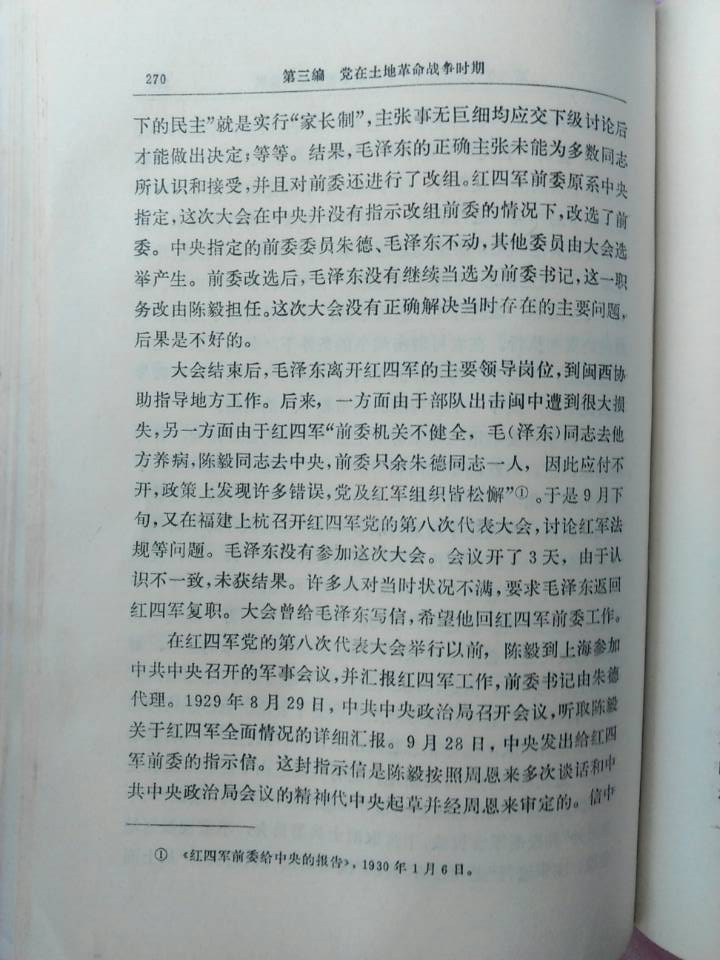 270 第三编 党在土地革命战争时期
下的民主”就是实行“家长制”,主张事无巨细均应交下级讨论后
才能做出决定;等等。结果,毛泽东的正确主张未能为多数同志
所认识和接受,并且对前委还进行了改组。红四军前委原系中央
指定,这次大会在中央并没有指示改组前委的情况下,改选了前
委。中央指定的前委委员朱德、毛泽东不动,其他委员由大会选
举产生。前委改选后,毛泽东没有继续当选为前委书记,这一职
务改由陈毅担任。这次大会没有正确解决当时存在的主要问题,
后果是不好的。
大会结束后,毛泽东离开红四军的主要领导岗位,到闽西协
助指导地方工作。后来,一方面由于部队出击闽中遭到很大损
失,另一方面由于红四军“前委机关不健全,毛(泽东)同志去他
方养病,陈毅同志去中央,前委只余朱德同志一人,因此应付不
开,政策上发现许多错误,党及红军组织皆松懈”①。于是9月下
旬,又在福建上杭召开红四军党的第八次代表大会,讨论红军法
规等问题。毛泽东没有参加这次大会。会议开了3天,由于认
识不一致,未获结果。许多人对当时状况不满,要求毛泽东返回
红四军复职。大会曾给毛泽东写信,希望他回红四军前委工作。
在红四军党的第八次代表大会举行以前,陈毅到上海参加
中共中央召开的军事会议,并汇报红四军工作,前委书记由朱德
代理。1929年8月29日,中共中央政治局召开会议,听取陈毅
关于红四军全面情况的详细汇报。9月28日,中央发出给红四
军前委的指示信。这封指示信是陈毅按照周恩来多次谈话和中
共中央政治局会议的精神代中央起草并经周恩来审定的。信中
① 《红四军前委给中央的报告》,1930年1月6日。